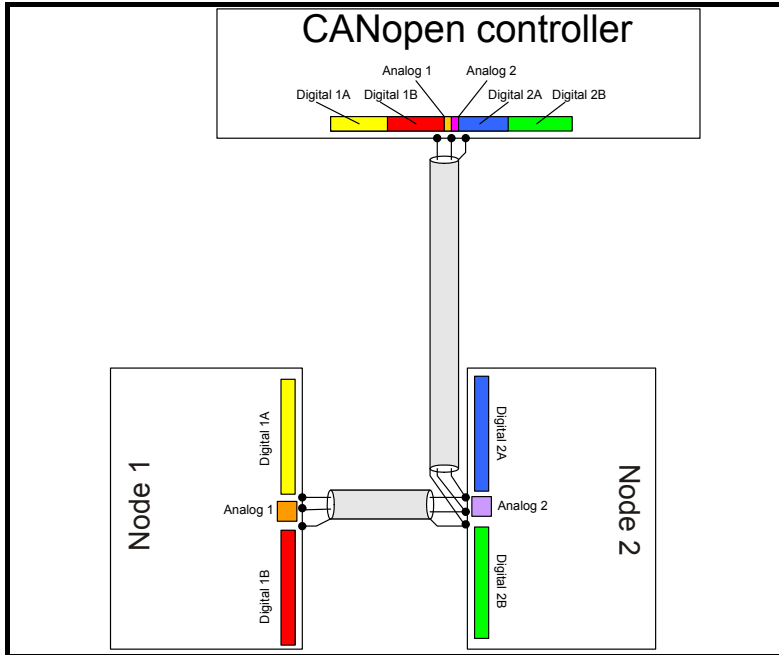 CANopen controller
Analog 1
Analog 2
Digital 1A
Digital 1B
Digital 2A
Digital 2B
Node 1
Digital 1A
Analog 1
Digital 1B
Digital 2A
Analog 2
Digital 2B
Node 2